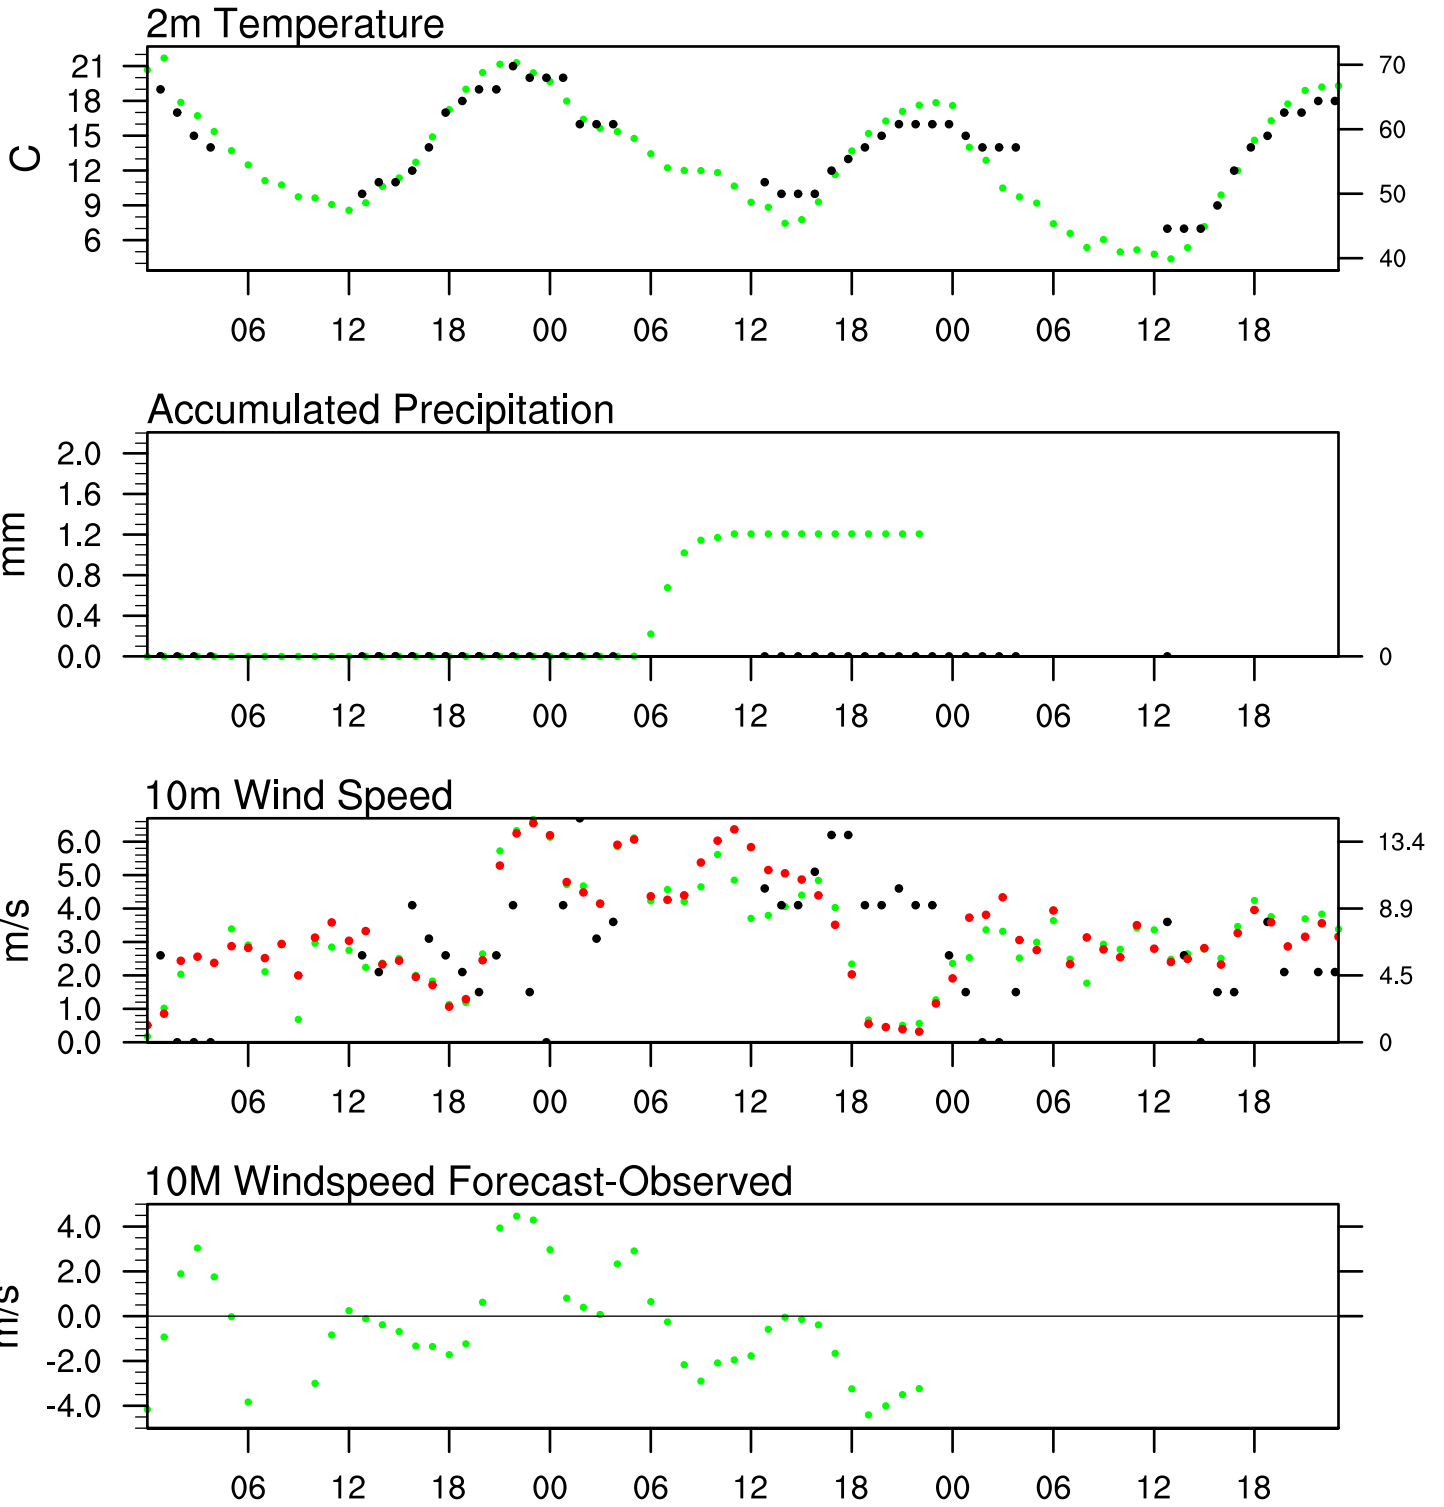 2m Temperature
21 70
18
15 60
C
12
9 50
6
40
06 12 18 00 06 12 18 00 06 12 18
Accumulated Precipitation
2.0
1.6
mm
1.2
0.8
0.4
0.0 0
06 12 18 00 06 12 18 00 06 12 18
10m Wind Speed
6.0 13.4
5.0
4.0 8.9
m/s
3.0
2.0 4.5
1.0
0.0 0
06 12 18 00 06 12 18 00 06 12 18
10M Windspeed Forecast-Observed
4.0
2.0
m/s
0.0
-2.0
-4.0
06 12 18 00 06 12 18 00 06 12 18